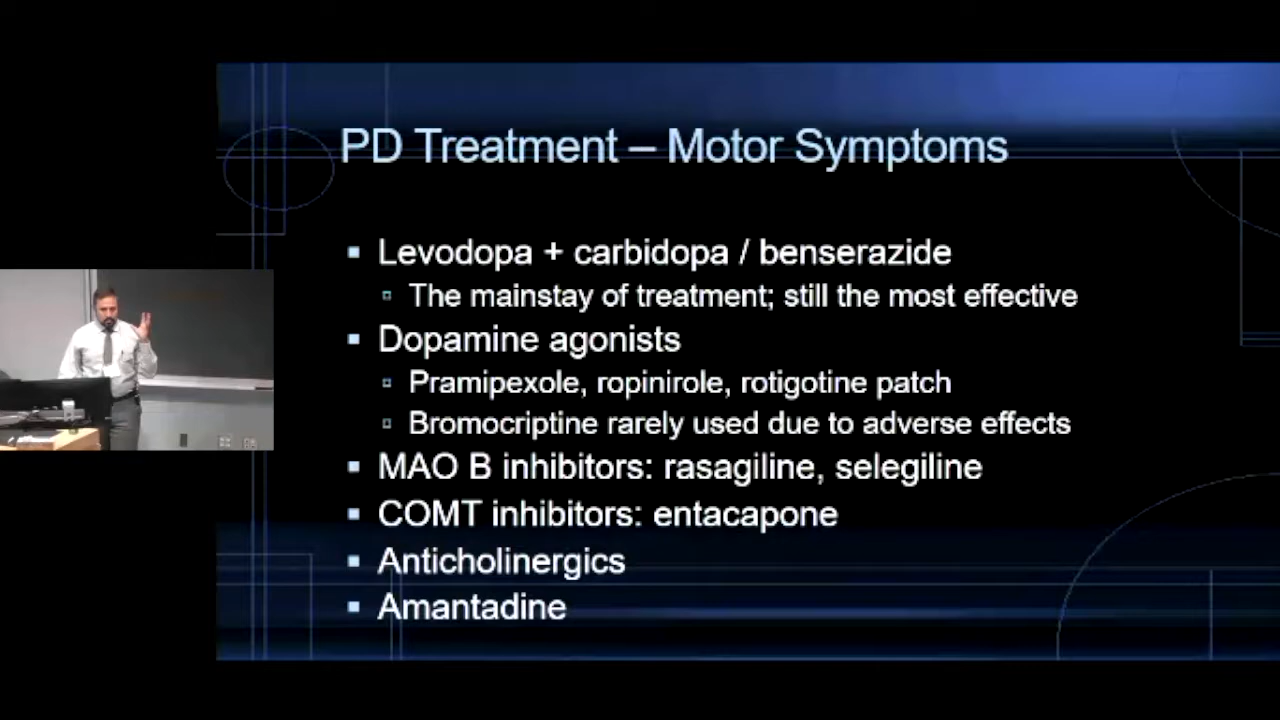 PD Treatment – Motor Symptoms
Levodopa + carbidopa / benserazide
The mainstay of treatment; still the most effective
Dopamine agonists
Pramipexole, ropinirole, rotigotine patch
Bromocriptine rarely used due to adverse effects
MAO B inhibitors: rasagiline, selegiline
COMT inhibitors: entacapone
Anticholinergics
Amantadine